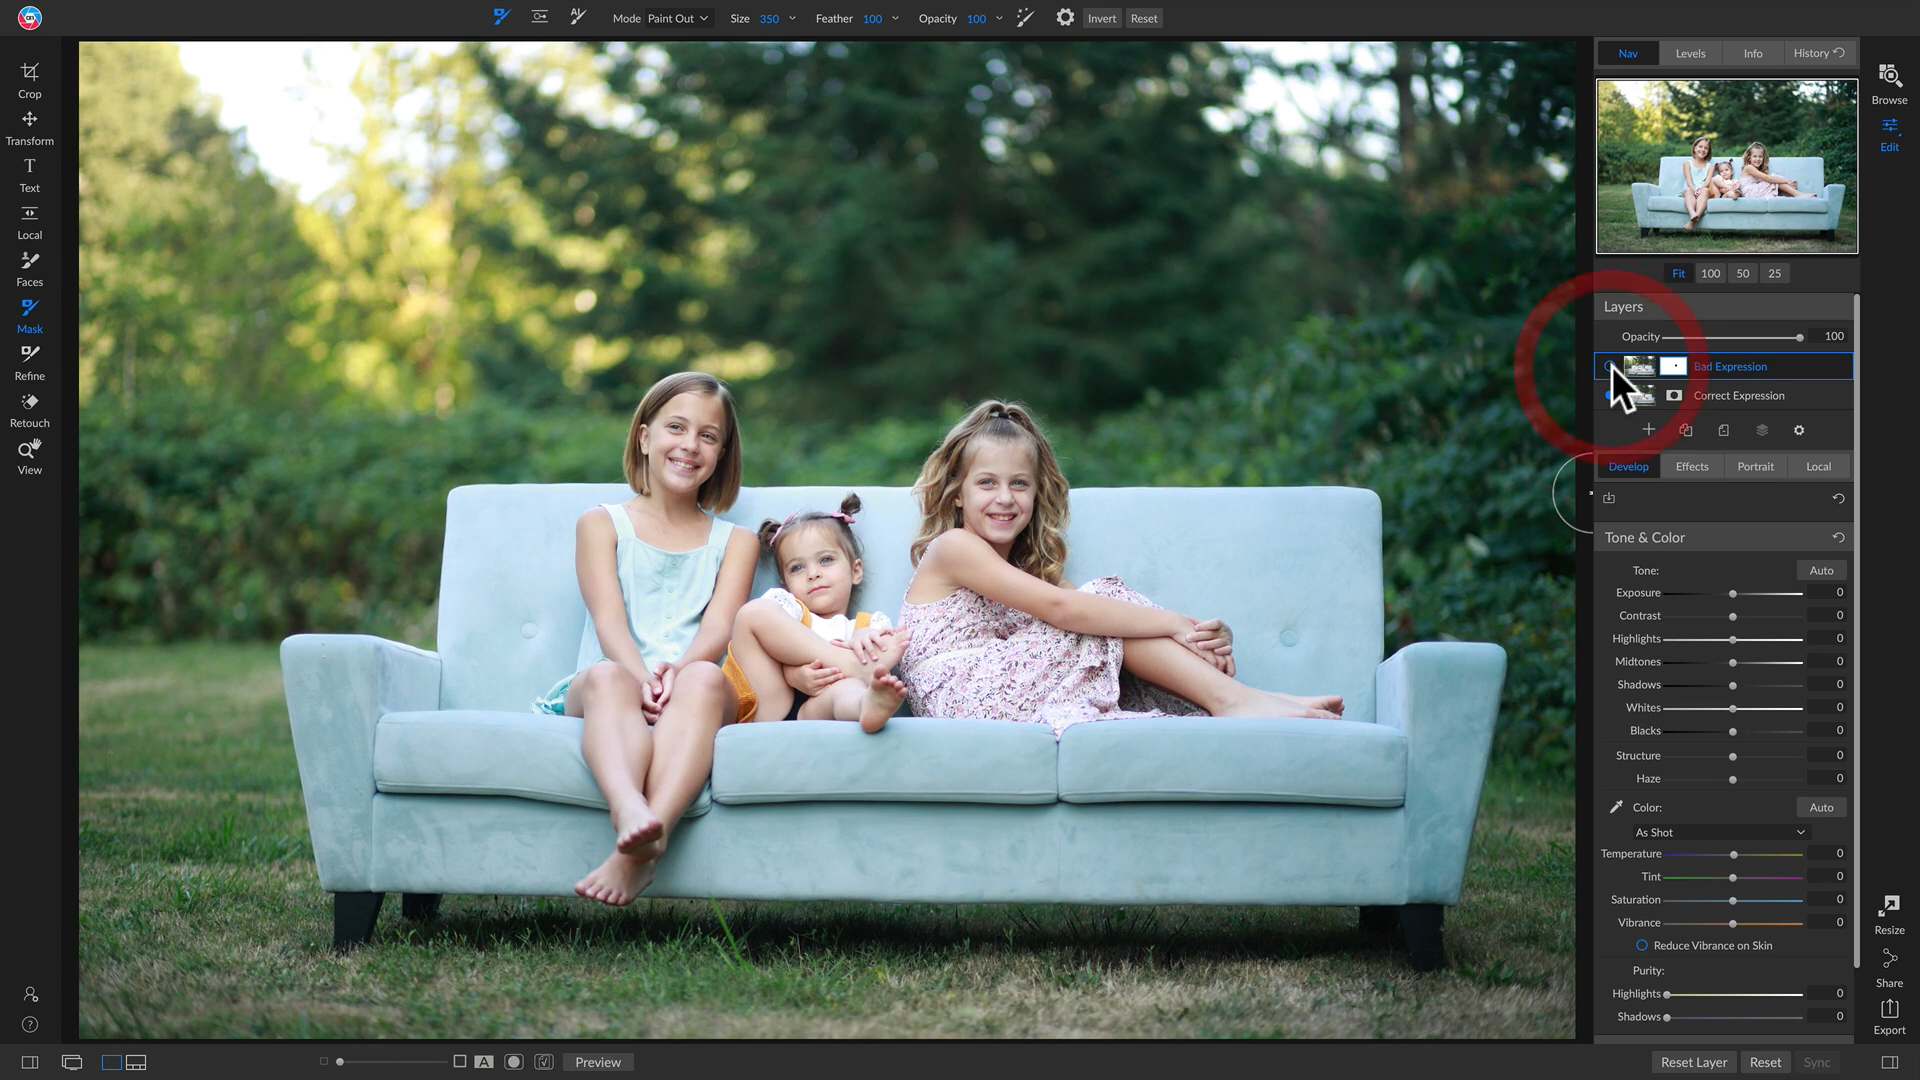 Mode Paint Out Size 350 Feather 100 Opacity 100 Invert Reset
Crop
Transform
T
Text
Local
Faces
Mask
Refine
Retouch
View
?
Nav Levels Info History
Fit 100 50 25
Layers
Opacity 100
Bad Expression
Correct Expression
Develop Effects Portrait Local
Tone & Color
Tone: Auto
Exposure 0
Contrast 0
Highlights 0
Midtones 0
Shadows 0
Whites 0
Blacks 0
Structure 0
Haze 0
Color: Auto
As Shot
Temperature 0
Tint 0
Saturation 0
Vibrance 0
Reduce Vibrance on Skin
Purity:
Highlights 0
Shadows 0
Browse
Edit
Resize
Share
Export
A Preview
Reset Layer Reset Sync